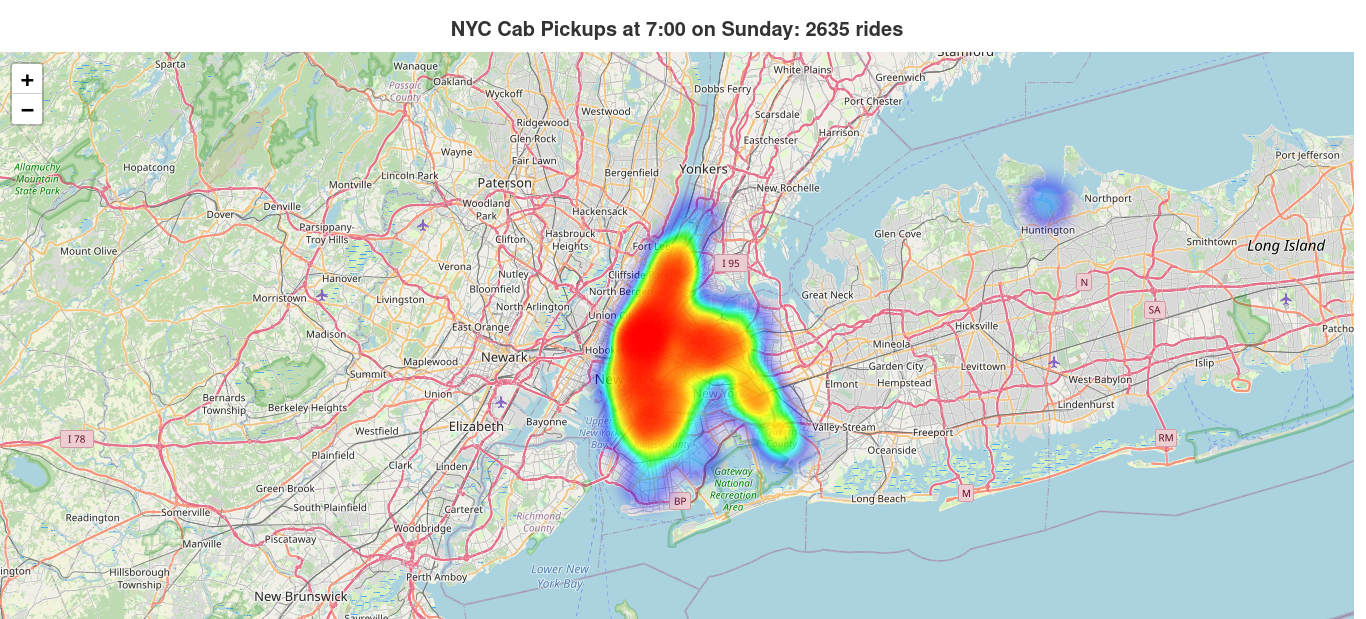 NYC Cab Pickups at 7:00 on Sunday: 2635 rides
+
−
Sparta
Wanaque
Oakland
Passaic
County
Wyckoff
Westwood
Dobbs Ferry
White Plains
Stamford
Greenwich
Port Chester
Scarsdale
Harrison
Eastchester
Ridgewood
Glen Rock
Fair Lawn
Wayne
Lincoln Park
Bergenfield
Yonkers
New Rochelle
Allamuchy
Mountain
State Park
Hopatcong
Montville
Paterson
Port Jefferson
Northport
Huntington
Smithtown
Long Island
Glen Cove
Dover
Denville
Parsippany-
Troy Hills
Woodland
Park
Hackensack
Hasbrouck
Heights
Clifton
Fort Lee
I 95
Mount Olive
Verona
Hanover
Nutley
Bloomfield
Cliffside
North Ber
Union C
Great Neck
N
SA
Morristown
Livingston
North Arlington
East Orange
Madison
Maplewood
Newark
Hobok
Hicksville
Mineola
Garden City
Levittown
Islip
Patcho
Summit
Union
Elmont
Hempstead
West Babylon
Lindenhurst
Bernards
Township
Berkeley Heights
New Yo
Elizabeth
Bayonne
Upper
New
Bay
County
Valley Stream
Freeport
Oceanside
RM
I 78
Westfield
Plainfield
Clark
Linden
Gateway
National
Recreation
Area
BP
Long Beach
M
Green Brook
South Plainfield
Carteret
Richmond
County
Readington
Somerville
Woodbridge
Manville
Piscataway
ington
Hillsborough
Township
Perth Amboy
Lower New
York Bay
New Brunswick
Sayreville